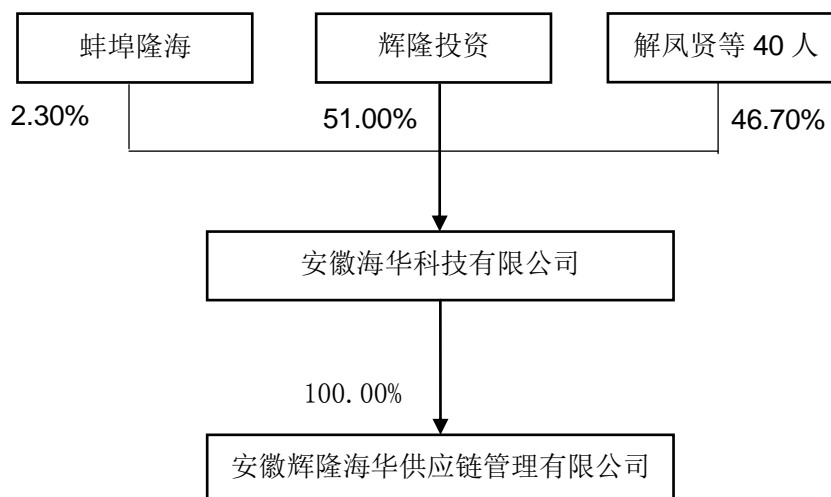 蚌埠隆海
辉隆投资
解凤贤等 40 人
2.30%
51.00%
46.70%
安徽海华科技有限公司
100.00%
安徽辉隆海华供应链管理有限公司